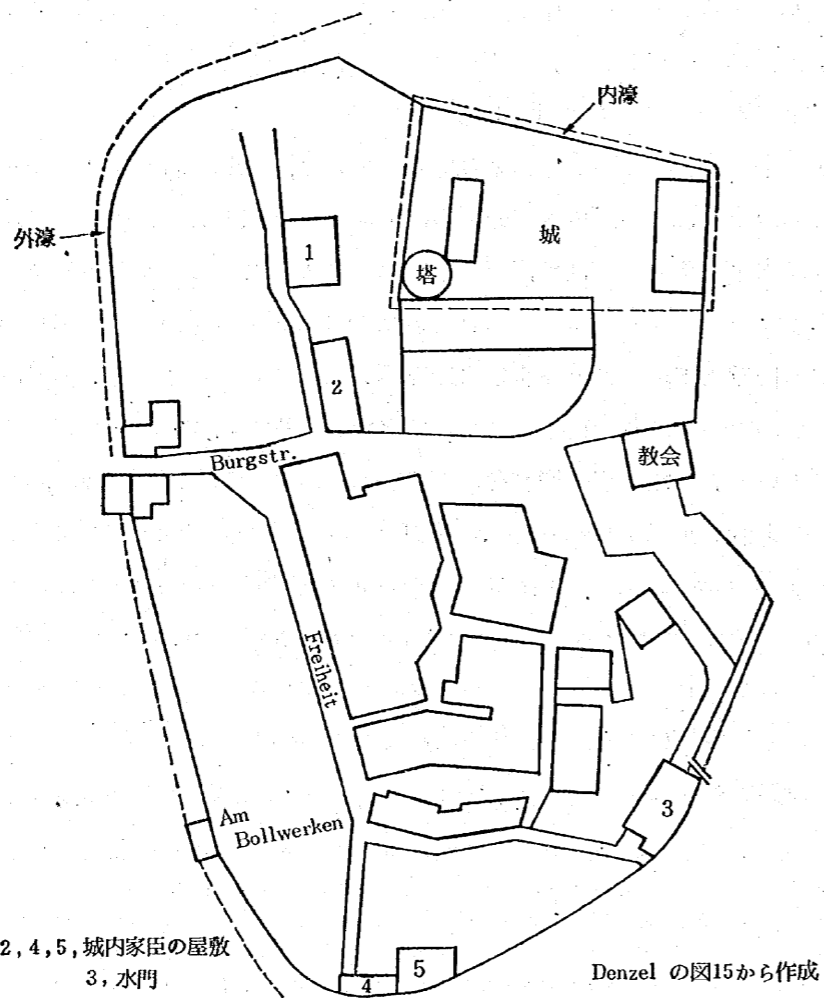 内濠
外濠
城
1
塔
2
教会
Burgstr.
Freiheit
3
Am
Bollwerken
2,4,5,城内家臣の屋敷
3,水門
5
4
Denzel の図15から作成